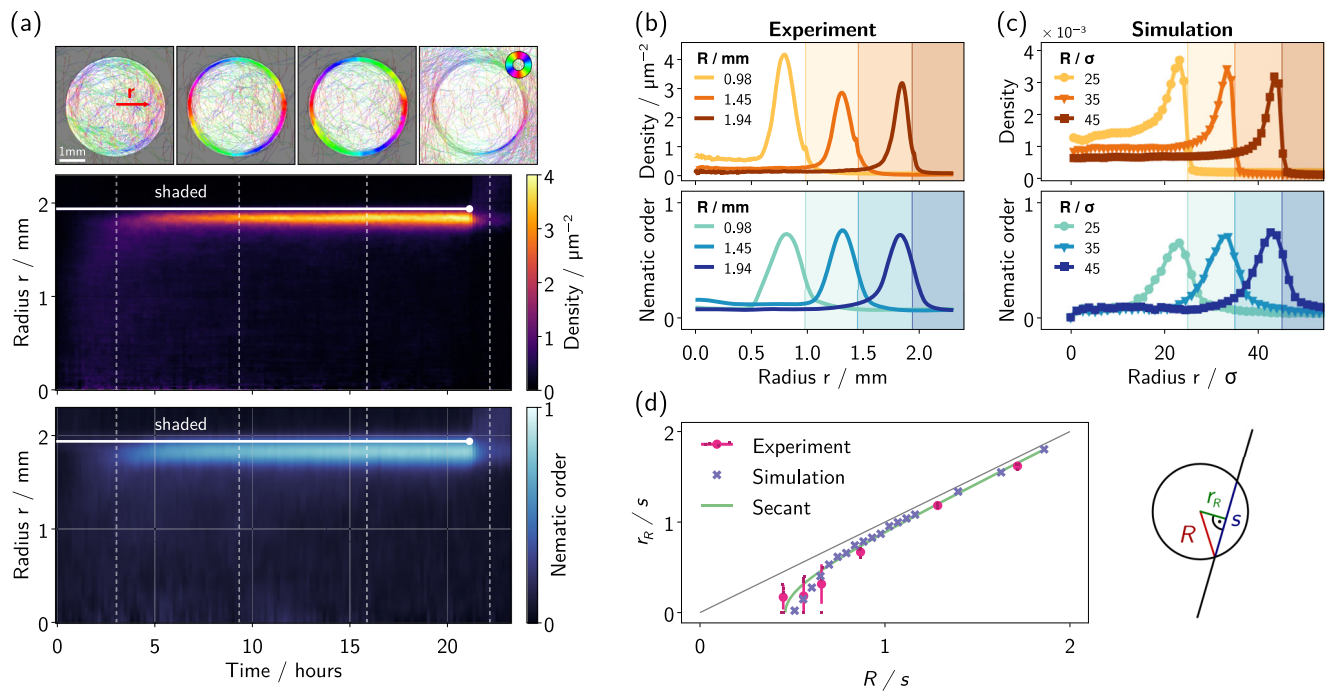 (a)
r
1mm
shaded
Radius r / mm
2
1
0
4
3
2
1
0
Density / μm⁻²
shaded
Radius r / mm
2
1
0
1
0
Nematic order
0
5
10
15
20
Time / hours
(b)
Experiment
R / mm
0.98
1.45
1.94
Density / μm⁻²
4
3
2
1
0
R / mm
0.98
1.45
1.94
Nematic order
1
0
0.0
0.5
1.0
1.5
2.0
Radius r / mm
(c)
× 10⁻³
Simulation
R / σ
25
35
45
Density
4
2
0
R / σ
25
35
45
Nematic order
1
0
0
20
40
Radius r / σ
(d)
Experiment
Simulation
Secant
r_R / s
2
1
0
0
1
2
R / s
r_R
s
R